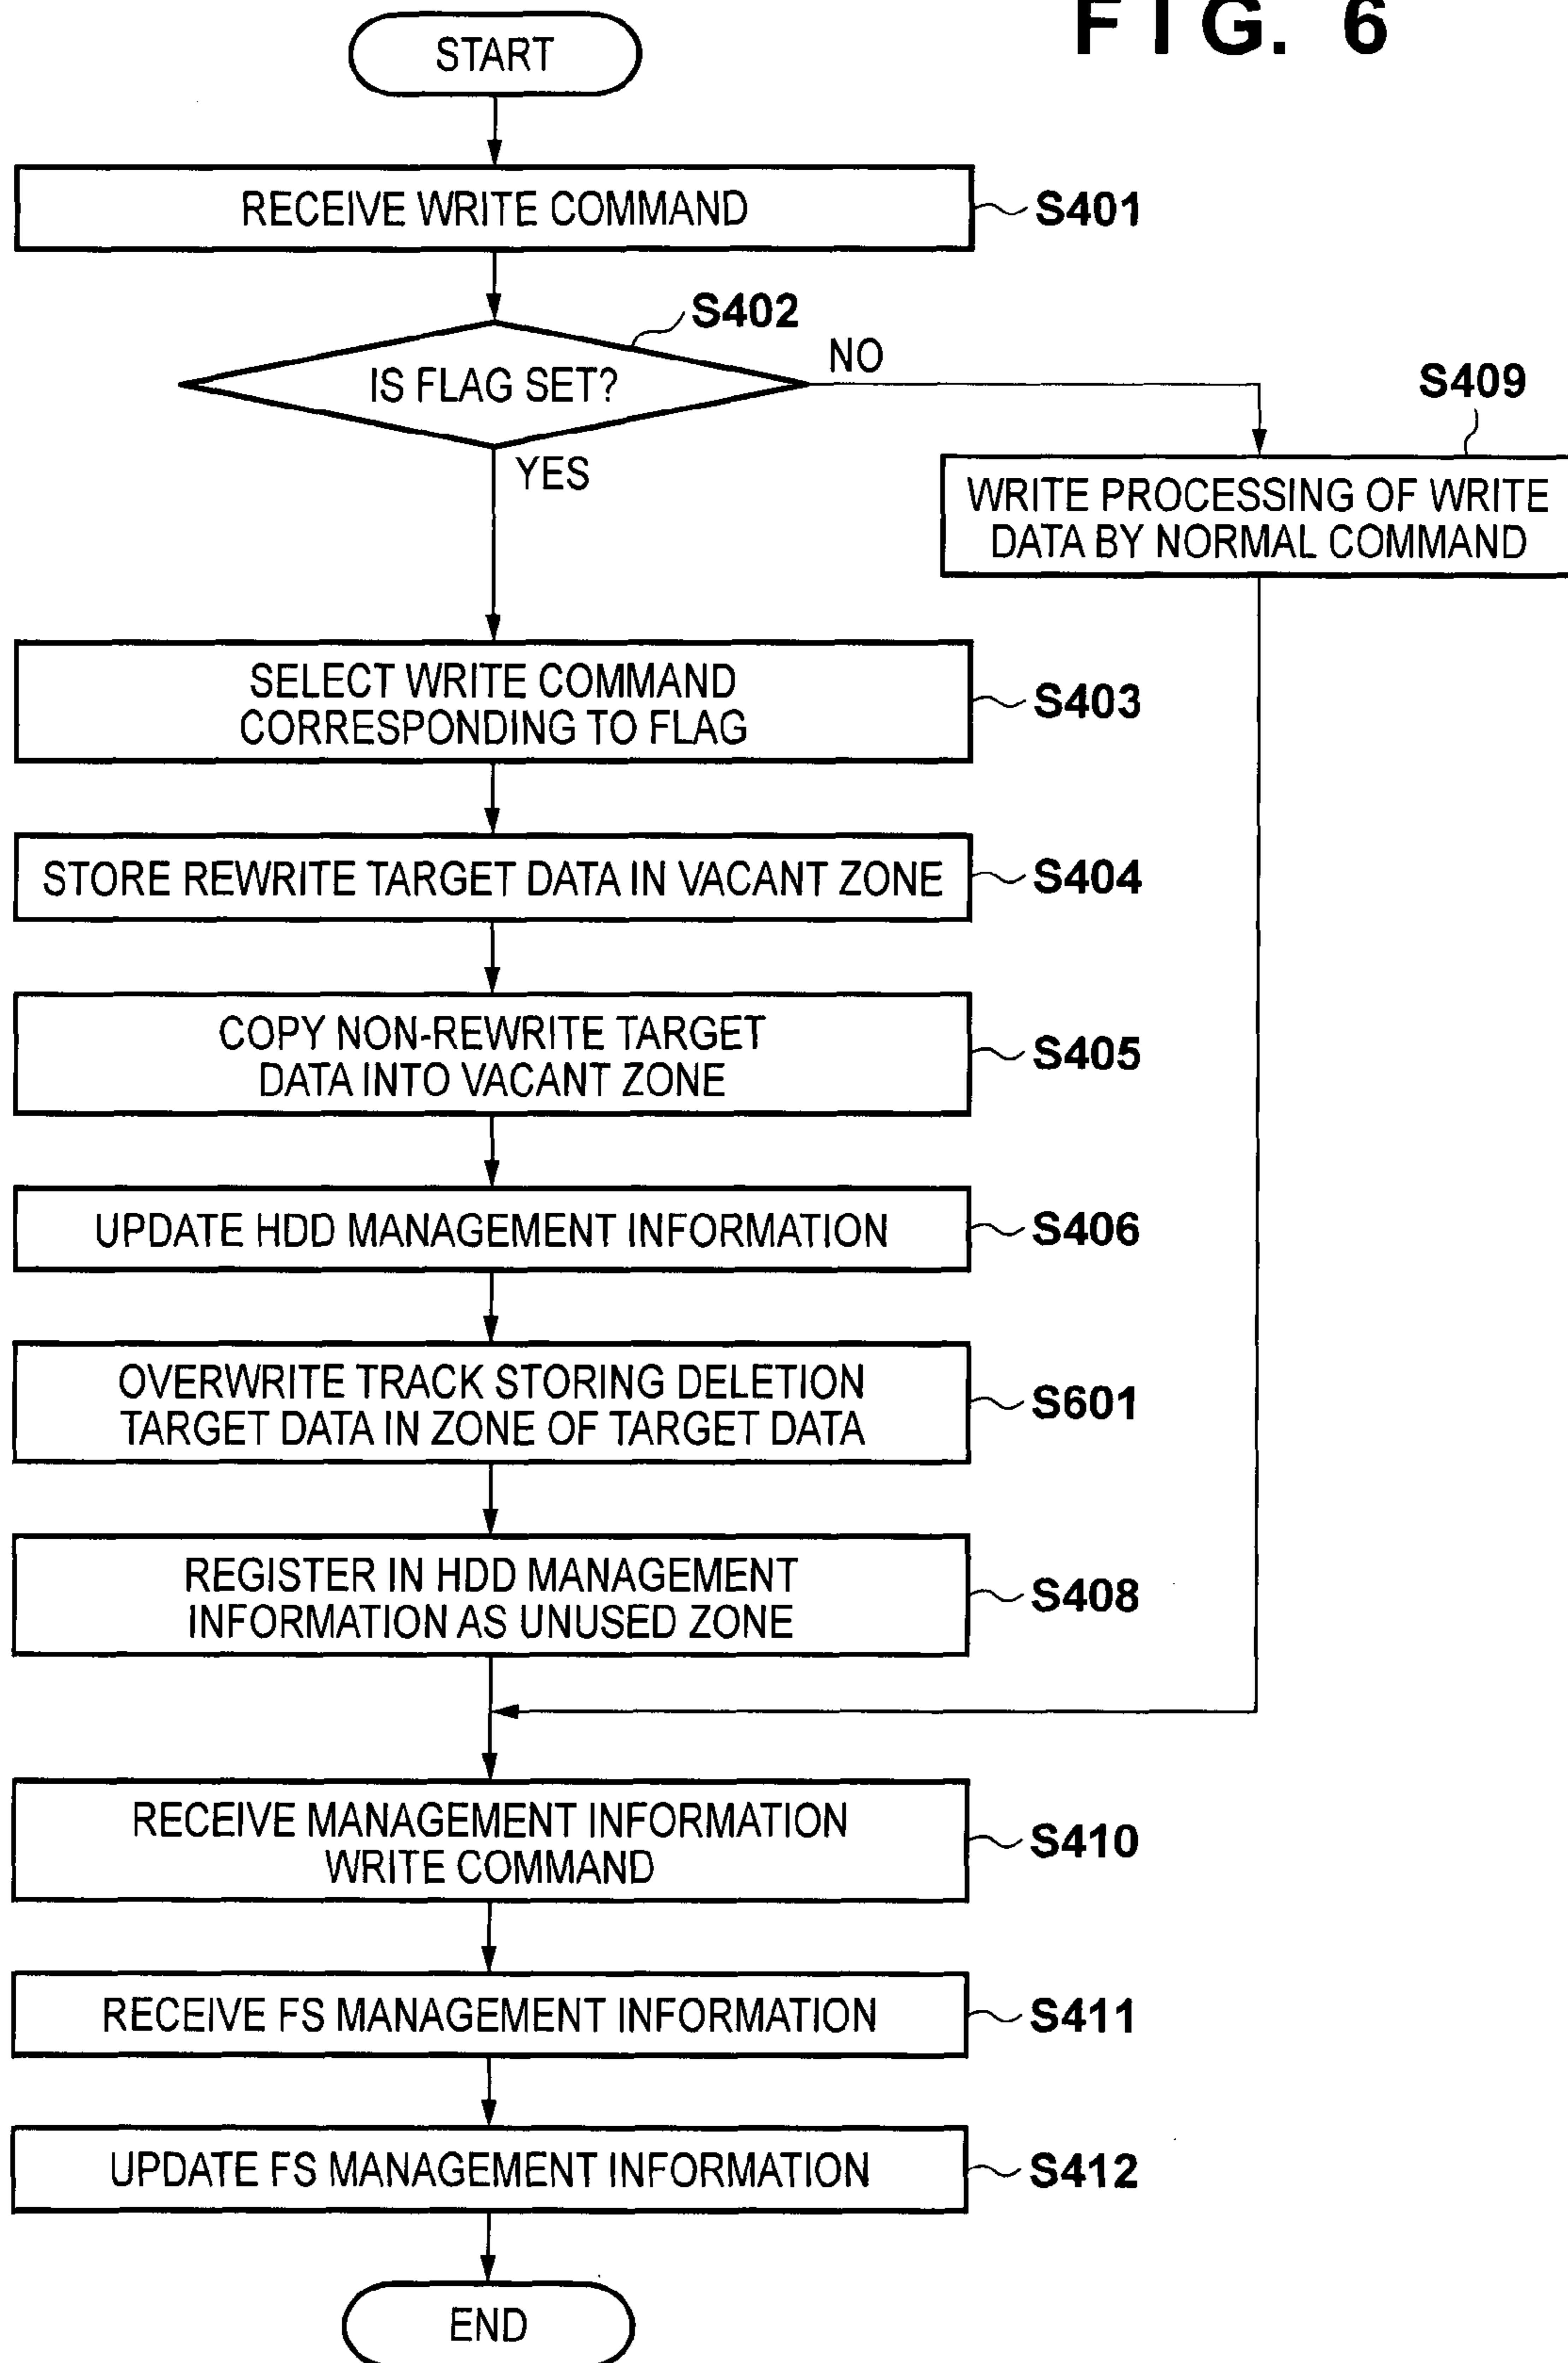 FIG. 6
START
RECEIVE WRITE COMMAND
S401
S402
IS FLAG SET?
NO
YES
S409
WRITE PROCESSING OF WRITE
DATA BY NORMAL COMMAND
SELECT WRITE COMMAND
CORRESPONDING TO FLAG
S403
STORE REWRITE TARGET DATA IN VACANT ZONE
S404
COPY NON-REWRITE TARGET
DATA INTO VACANT ZONE
S405
UPDATE HDD MANAGEMENT INFORMATION
S406
OVERWRITE TRACK STORING DELETION
TARGET DATA IN ZONE OF TARGET DATA
S601
REGISTER IN HDD MANAGEMENT
INFORMATION AS UNUSED ZONE
S408
RECEIVE MANAGEMENT INFORMATION
WRITE COMMAND
S410
RECEIVE FS MANAGEMENT INFORMATION
S411
UPDATE FS MANAGEMENT INFORMATION
S412
END